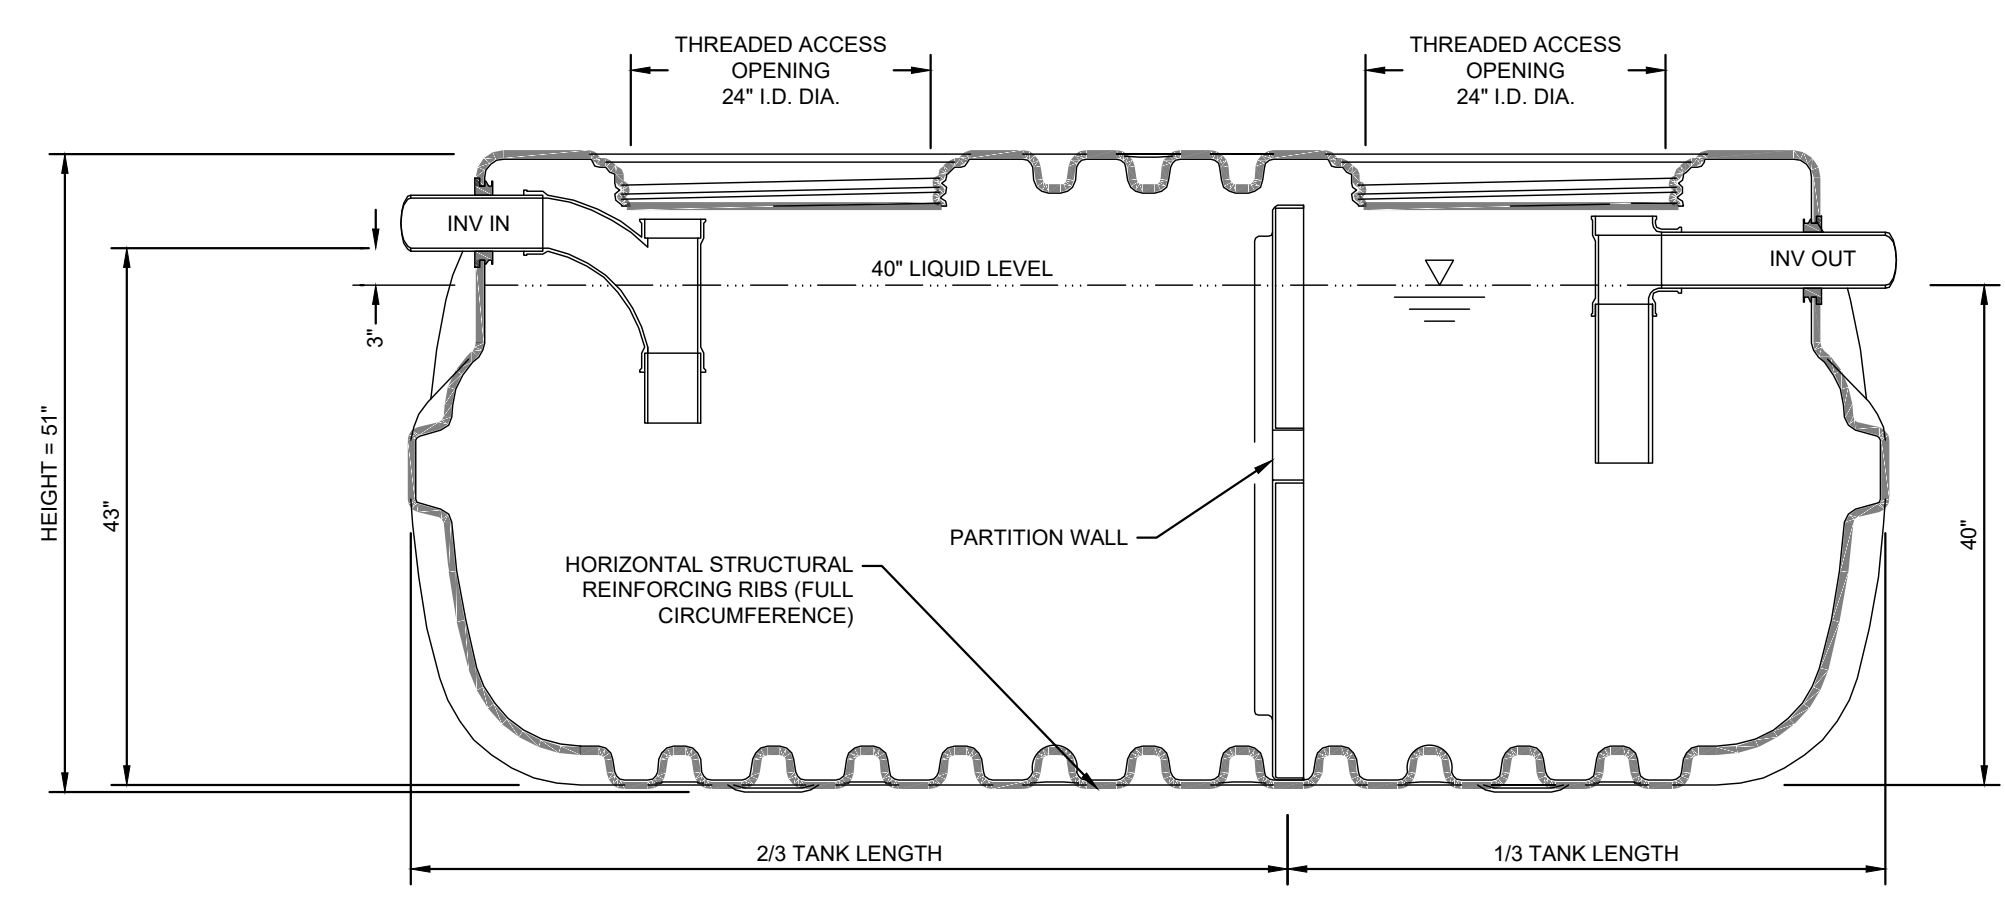 THREADED ACCESS
OPENING
24" I.D. DIA.
THREADED ACCESS
OPENING
24" I.D. DIA.
INV IN
INV OUT
40" LIQUID LEVEL
3"
HEIGHT = 51"
43"
40"
PARTITION WALL
HORIZONTAL STRUCTURAL
REINFORCING RIBS (FULL
CIRCUMFERENCE)
2/3 TANK LENGTH
1/3 TANK LENGTH